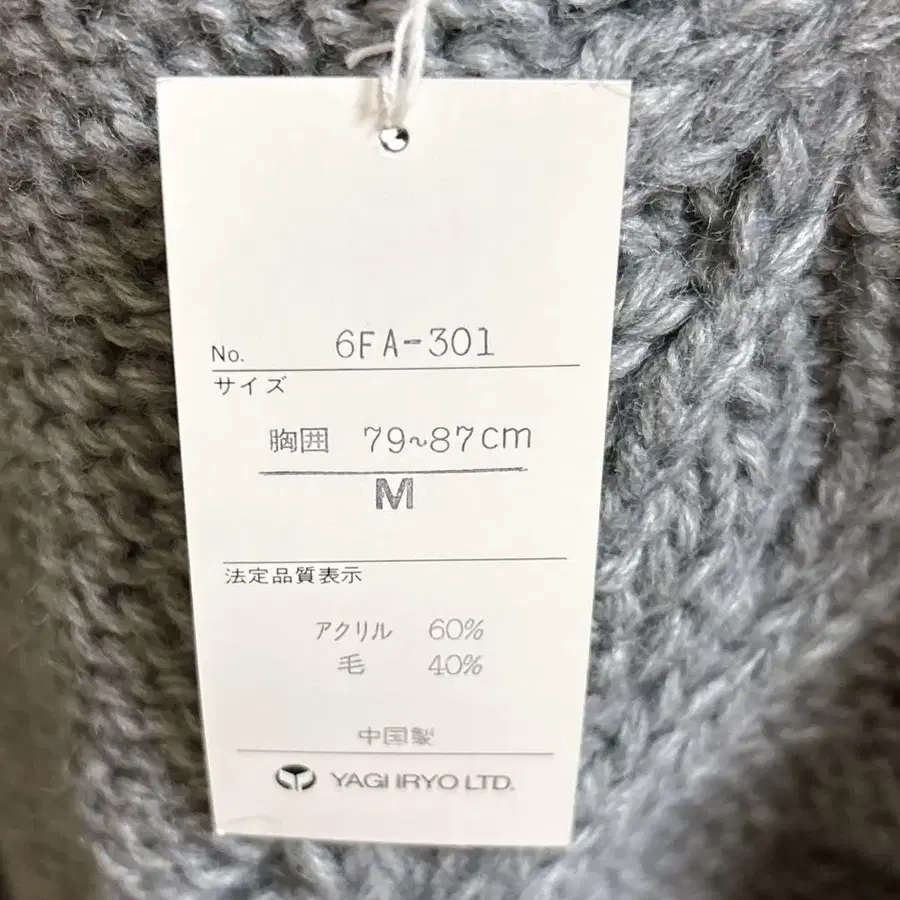 No. 6FA-301
サイズ
胸囲 79~87cm
M
法定品質表示
アクリル 60%
毛 40%
中国製
YAGI IRYO LTD.